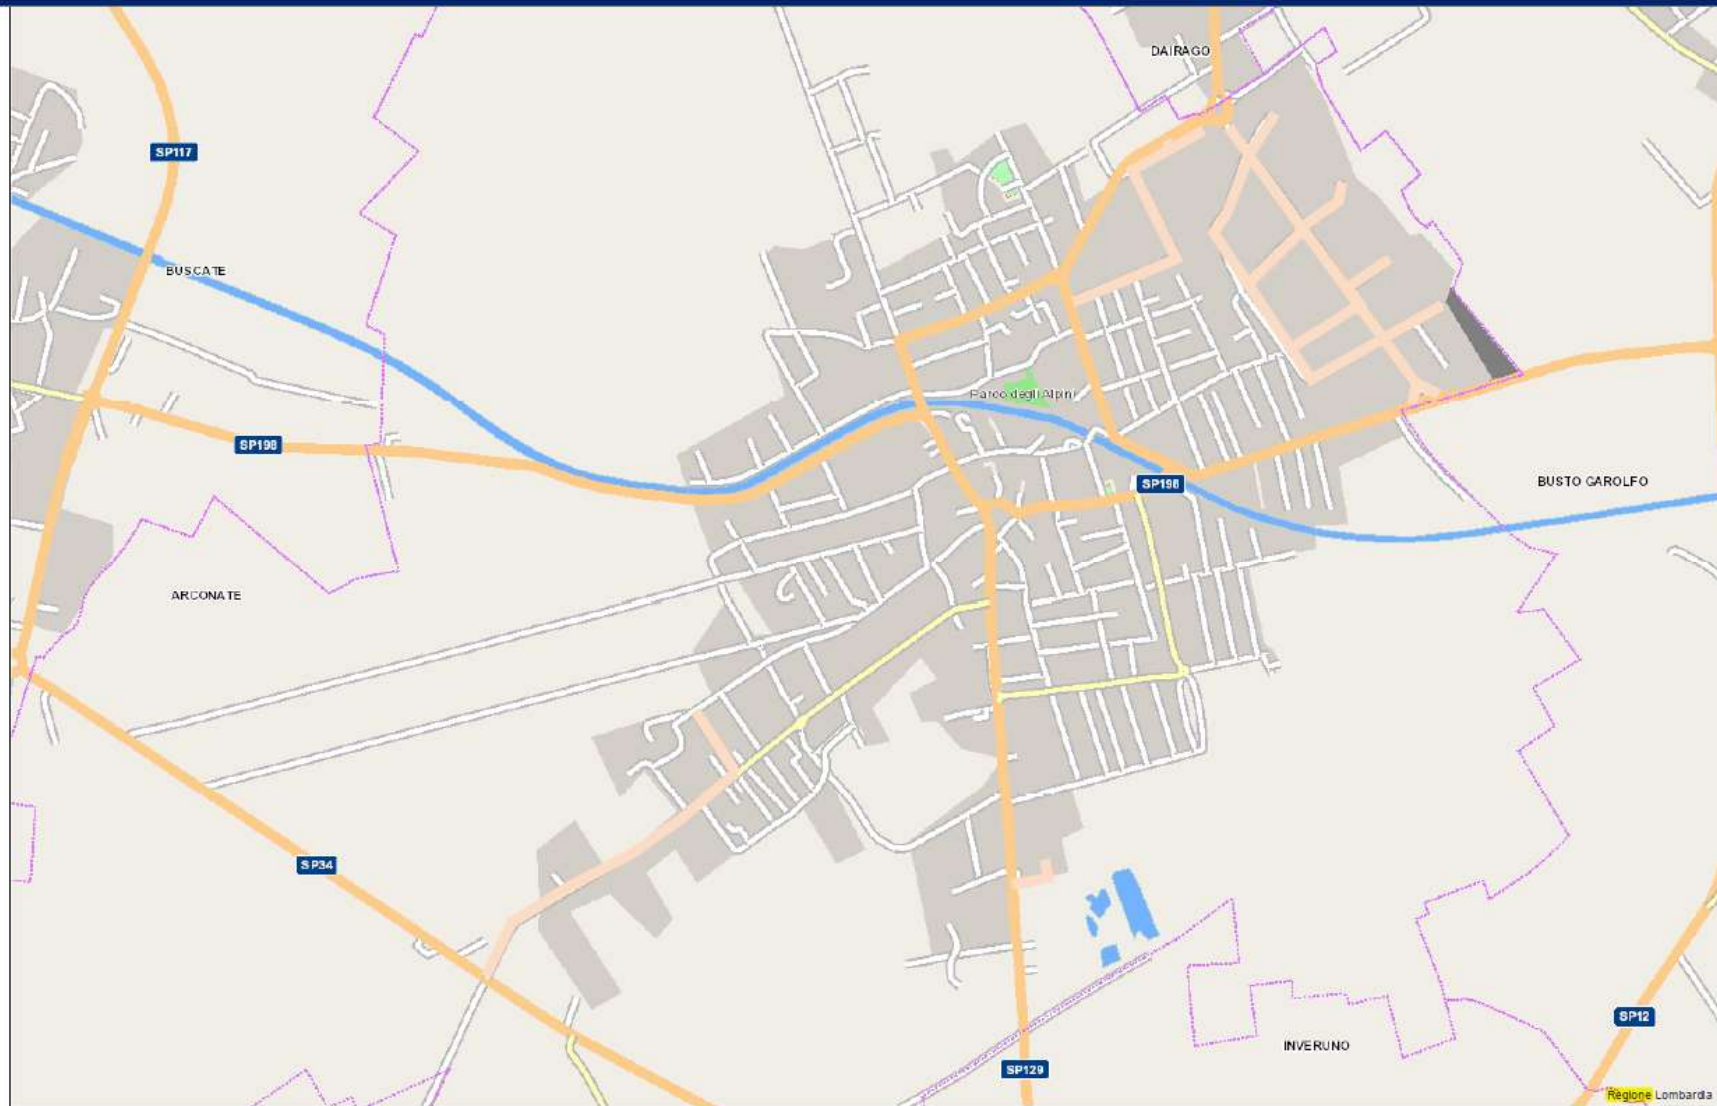 DAIRAGO
SP117
BUSCATE
Parco degli Alpini
SP198
SP198
BUSTO GAROLFO
ARCONATE
SP34
SP12
INVERUNO
SP129
Regione Lombardia